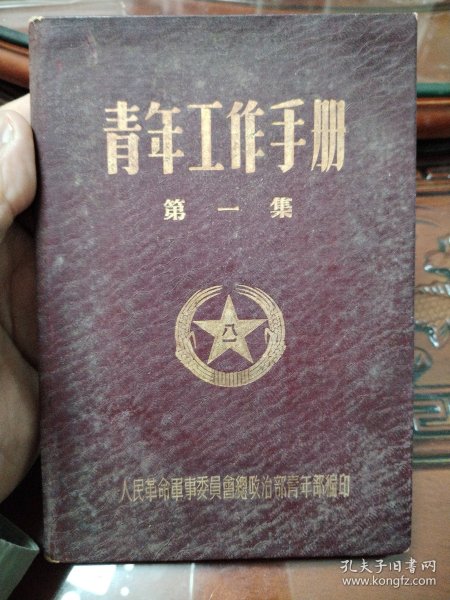 青年工作手册
第一集
八一
人民革命軍事委員會總政治部青年部編印
孔夫子旧书网
www.kongfz.com